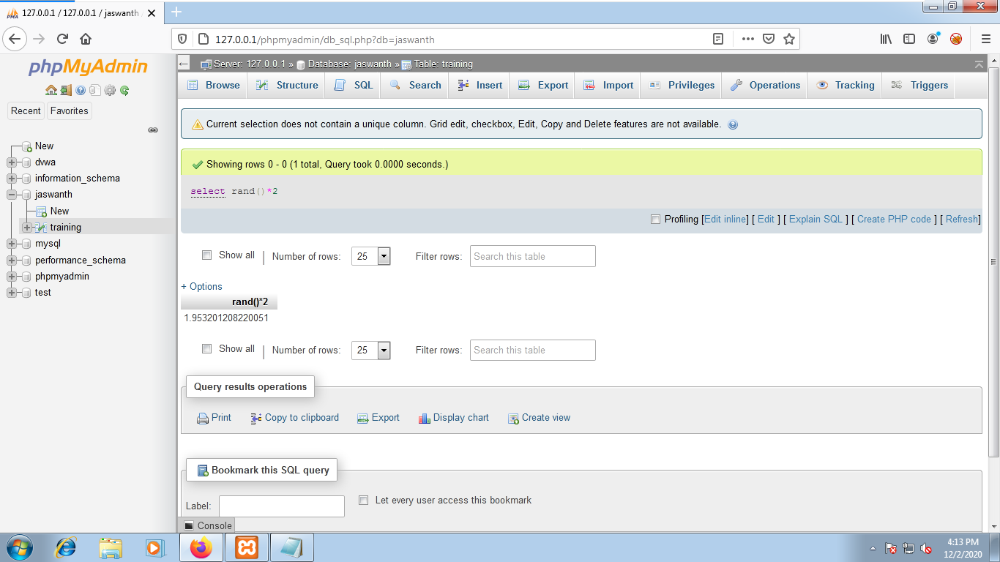 127.0.0.1 / 127.0.0.1 / jaswanth
127.0.0.1/phpmyadmin/db_sql.php?db=jaswanth
phpMyAdmin
Recent
Favorites
New
dvwa
information_schema
jaswanth
New
training
mysql
performance_schema
phpmyadmin
test
Server: 127.0.0.1 » Database: jaswanth » Table: training
Browse Structure SQL Search Insert Export Import Privileges Operations Tracking Triggers
Current selection does not contain a unique column. Grid edit, checkbox, Edit, Copy and Delete features are not available.
Showing rows 0 - 0 (1 total, Query took 0.0000 seconds.)
select rand()*2
Profiling [Edit inline] [ Edit ] [ Explain SQL ] [ Create PHP code ] [ Refresh]
Show all | Number of rows: 25 Filter rows: Search this table
+ Options
rand()*2
1.953201208220051
Show all | Number of rows: 25 Filter rows: Search this table
Query results operations
Print Copy to clipboard Export Display chart Create view
Bookmark this SQL query
Label: Let every user access this bookmark
Console
4:13 PM
12/2/2020